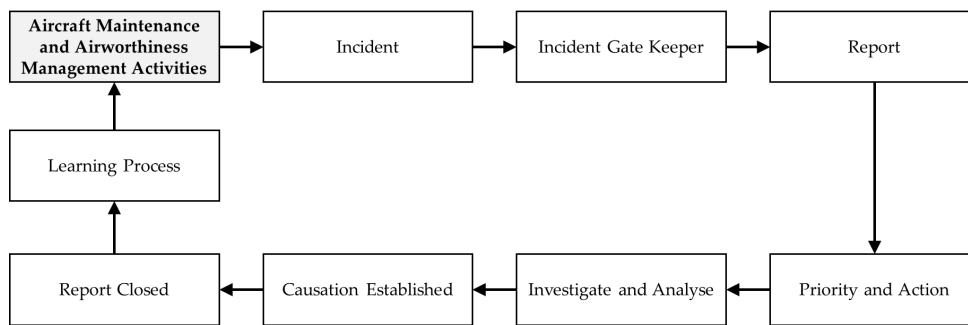 Aircraft Maintenance
and Airworthiness
Management Activities
Incident
Incident Gate Keeper
Report
Learning Process
Report Closed
Causation Established
Investigate and Analyse
Priority and Action